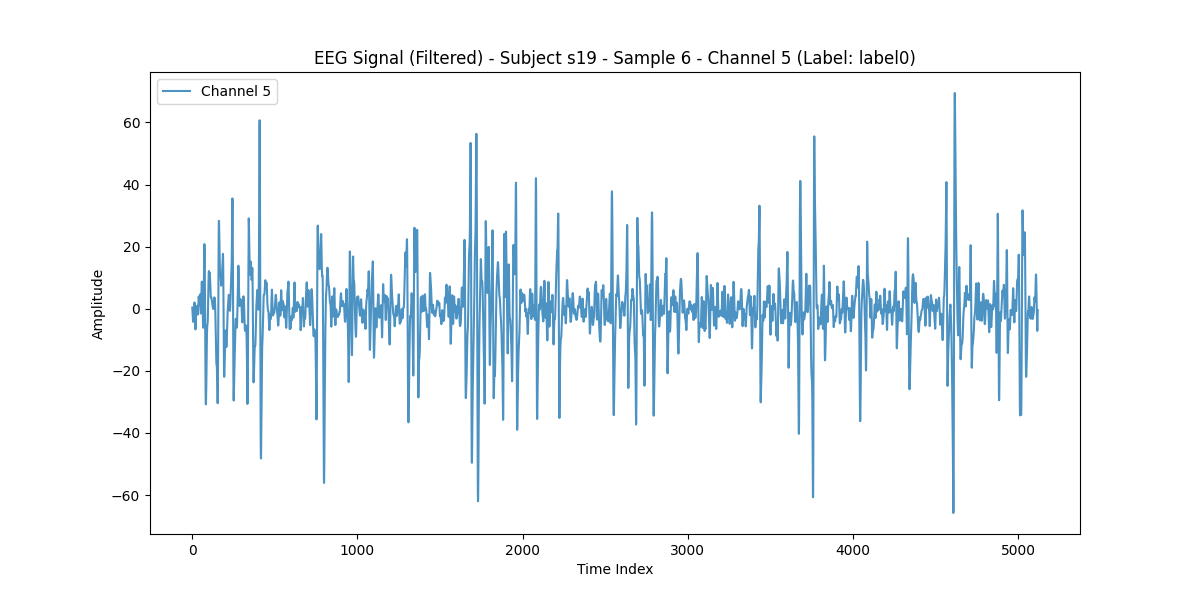 EEG Signal (Filtered) - Subject s19 - Sample 6 - Channel 5 (Label: label0)
Channel 5
60
40
20
0
−20
−40
−60
Amplitude
0 1000 2000 3000 4000 5000
Time Index